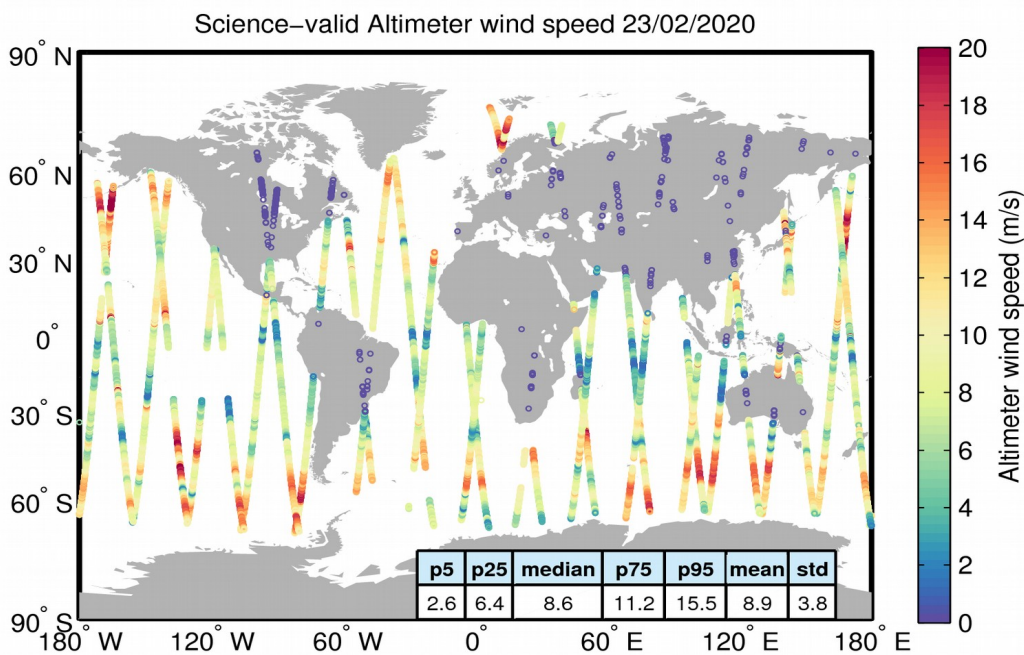 Science−valid Altimeter wind speed 23/02/2020
90° N
60° N
30° N
0°
30° S
60° S
90° S
180° W 120° W 60° W 0° 60° E 120° E 180° E
p5 p25 median p75 p95 mean std
2.6 6.4 8.6 11.2 15.5 8.9 3.8
20
18
16
14
12
10
8
6
4
2
0
Altimeter wind speed (m/s)